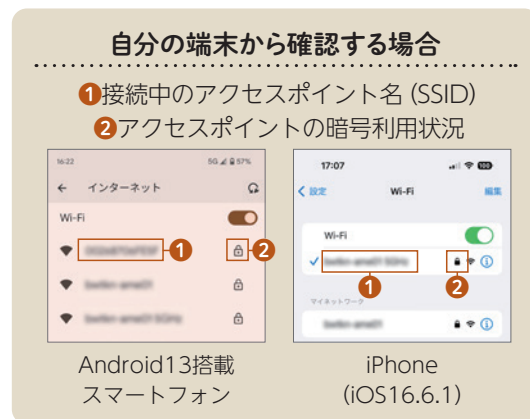 自分の端末から確認する場合
❶接続中のアクセスポイント名(SSID)
❷アクセスポイントの暗号利用状況
16:22
5G 57%
← インターネット
Wi-Fi
❶
❷
17:07
100
< 設定 Wi-Fi 編集
Wi-Fi
❶
❷
マイネットワーク
Android13搭載
スマートフォン
iPhone
(iOS16.6.1)